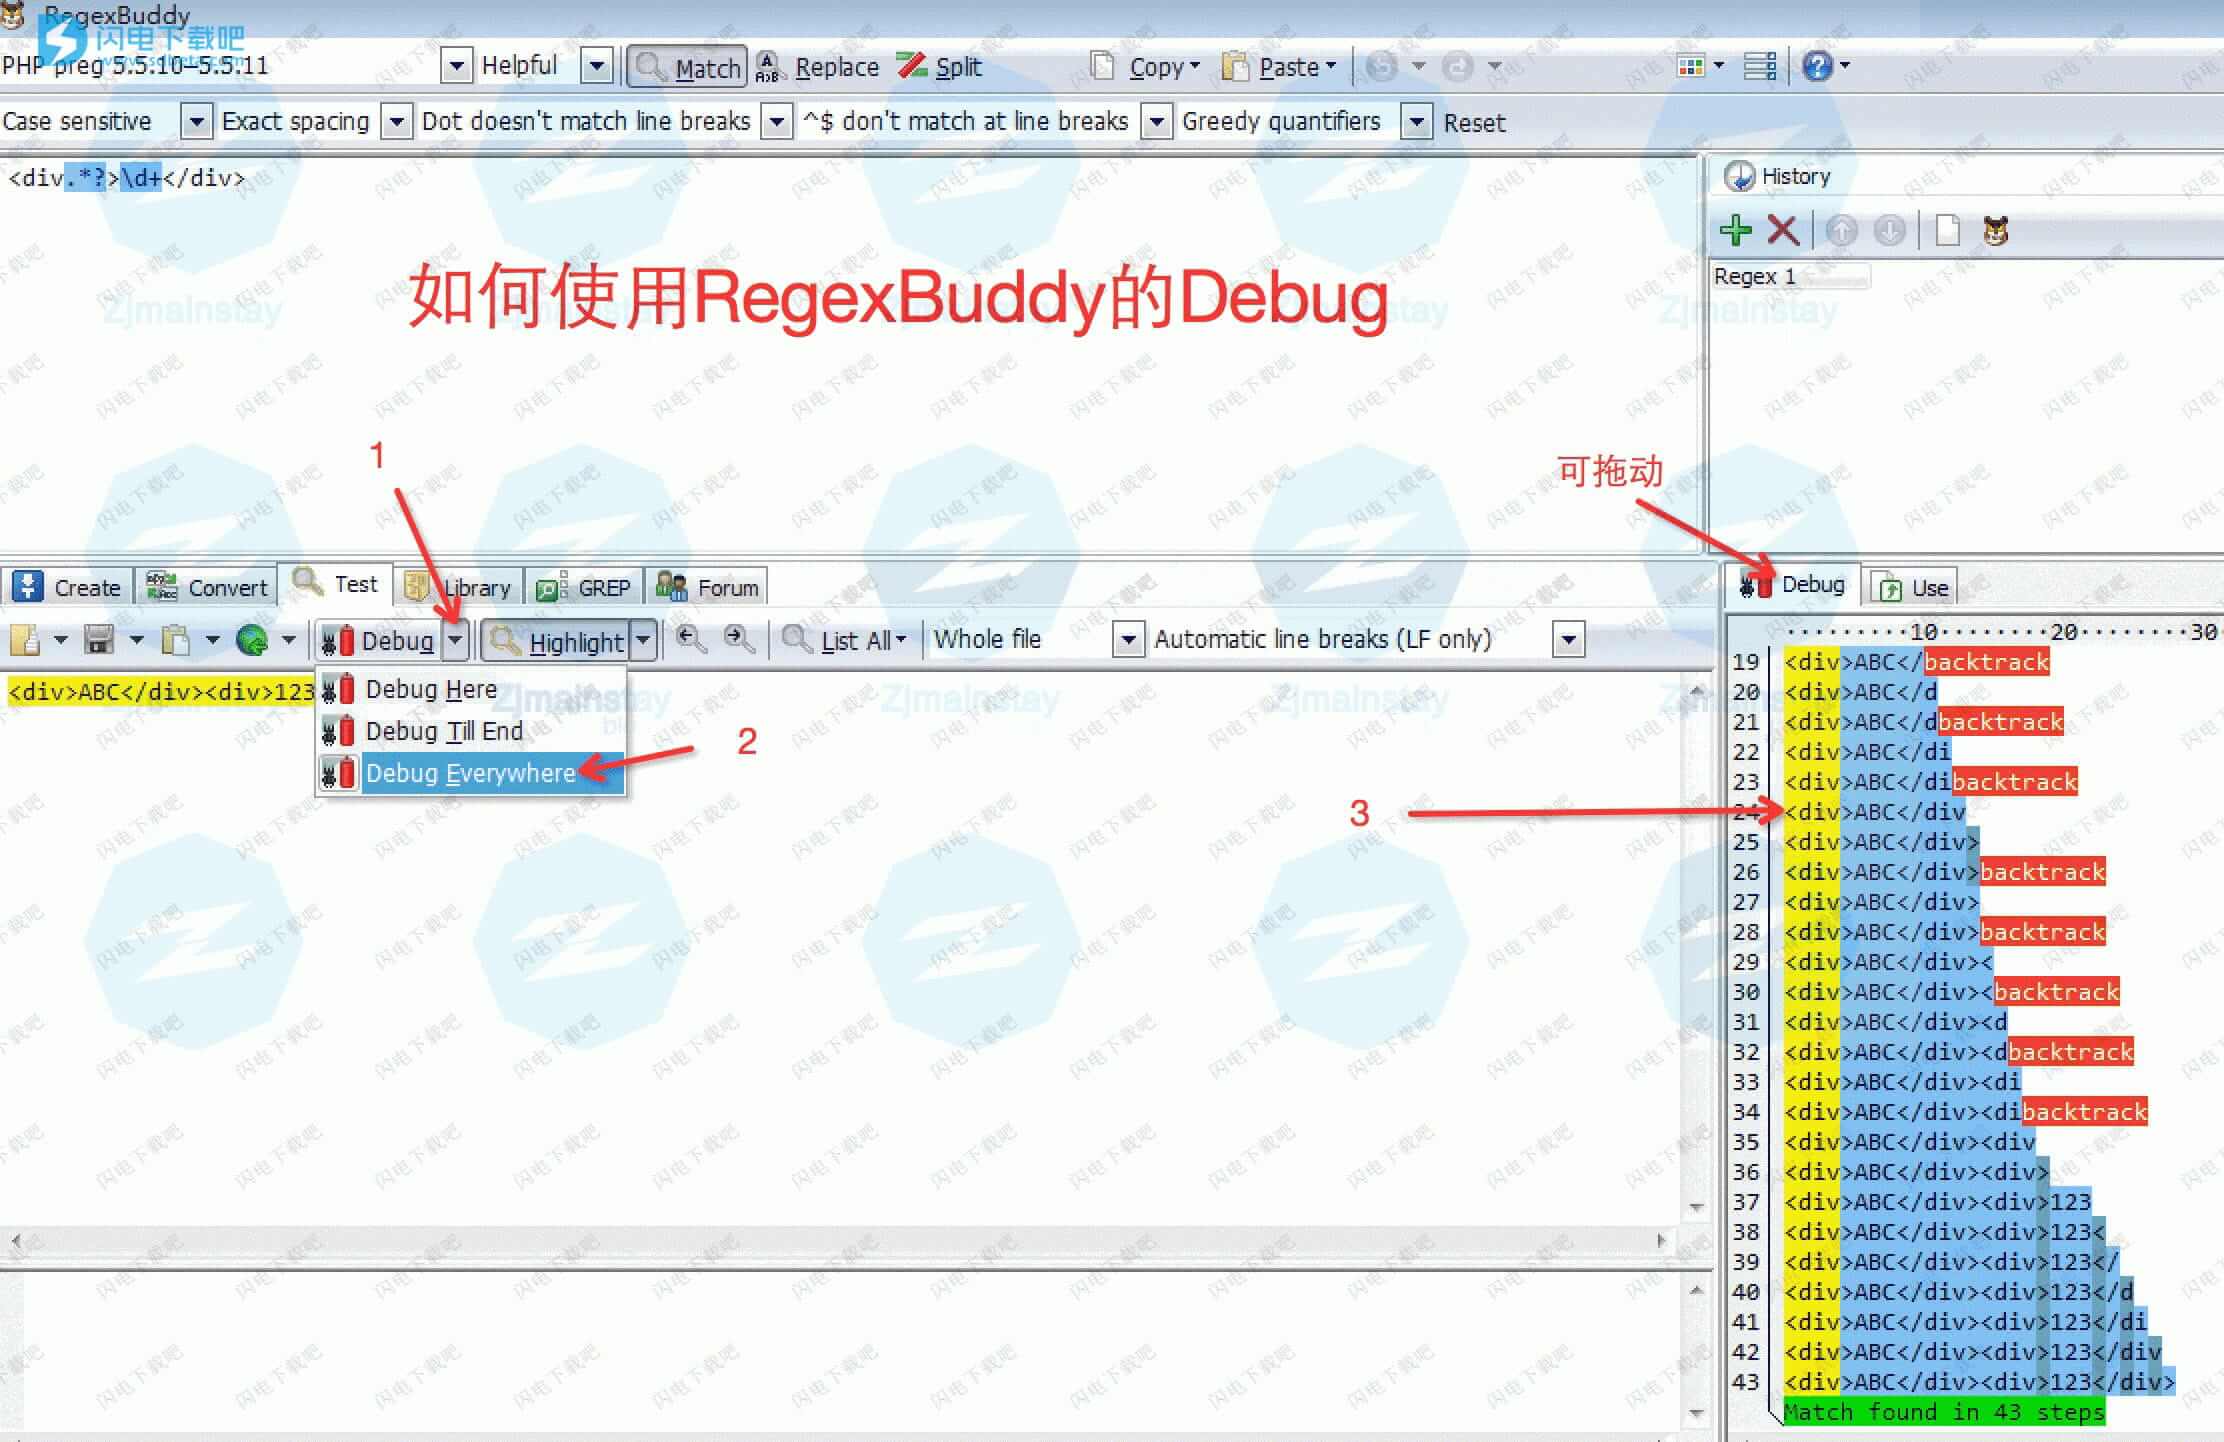 RegexBuddy
闪电下载吧
PHP preg 5.5.10–5.5.11 Helpful Match Replace Split Copy Paste
Case sensitive Exact spacing Dot doesn't match line breaks ^$ don't match at line breaks Greedy quantifiers Reset
<div.*?>\d+</div>
History
Regex 1
如何使用RegexBuddy的Debug
Zjmainstay
1
可拖动
Create Convert Test Library GREP Forum
Debug Highlight List All Whole file Automatic line breaks (LF only)
<div>ABC</div><div>123
Debug Here
Debug Till End
Debug Everywhere
2
3
Debug Use
10 20 30
19 <div>ABC</backtrack
20 <div>ABC</d
21 <div>ABC</dbacktrack
22 <div>ABC</di
23 <div>ABC</dibacktrack
24 <div>ABC</div
25 <div>ABC</div>
26 <div>ABC</div>backtrack
27 <div>ABC</div>
28 <div>ABC</div>backtrack
29 <div>ABC</div><
30 <div>ABC</div><backtrack
31 <div>ABC</div><d
32 <div>ABC</div><dbacktrack
33 <div>ABC</div><di
34 <div>ABC</div><dibacktrack
35 <div>ABC</div><div
36 <div>ABC</div><div>
37 <div>ABC</div><div>123
38 <div>ABC</div><div>123<
39 <div>ABC</div><div>123</
40 <div>ABC</div><div>123</d
41 <div>ABC</div><div>123</di
42 <div>ABC</div><div>123</div
43 <div>ABC</div><div>123</div>
Match found in 43 steps